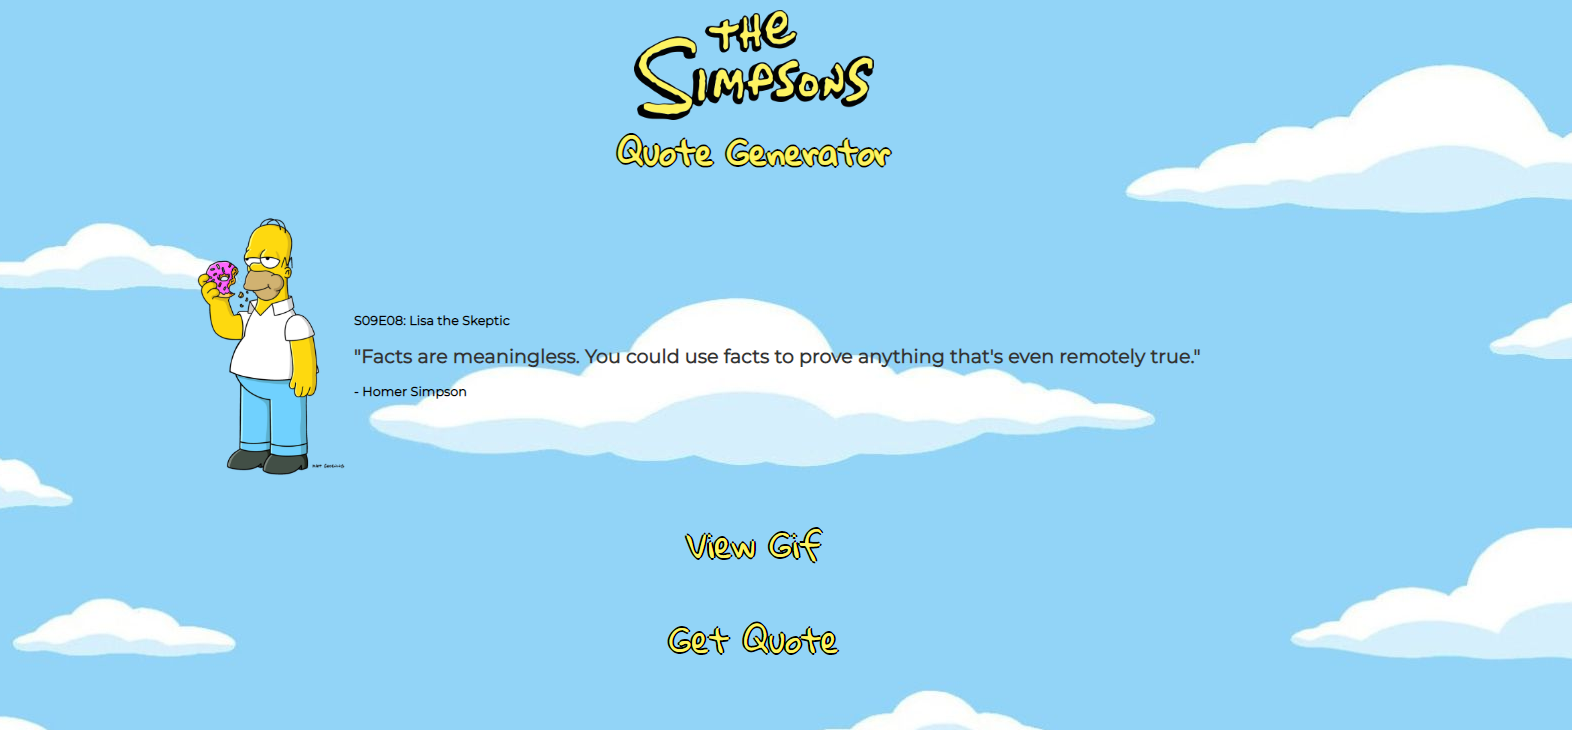 THE
SIMPSONS
Quote Generator
S09E08: Lisa the Skeptic
"Facts are meaningless. You could use facts to prove anything that's even remotely true."
- Homer Simpson
View Gif
Get Quote